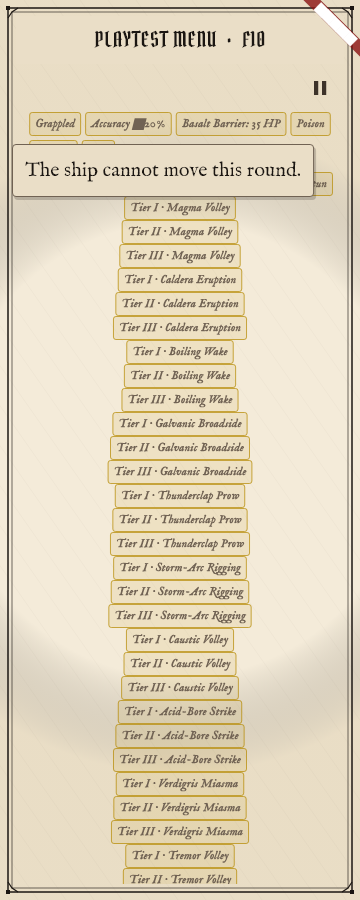 PLAYTEST MENU · F10
Grappled
Accuracy 20%
Basalt Barrier: 35 HP
Poison
The ship cannot move this round.
Tier I · Magma Volley
Tier II · Magma Volley
Tier III · Magma Volley
Tier I · Caldera Eruption
Tier II · Caldera Eruption
Tier III · Caldera Eruption
Tier I · Boiling Wake
Tier II · Boiling Wake
Tier III · Boiling Wake
Tier I · Galvanic Broadside
Tier II · Galvanic Broadside
Tier III · Galvanic Broadside
Tier I · Thunderclap Prow
Tier II · Thunderclap Prow
Tier III · Thunderclap Prow
Tier I · Storm-Arc Rigging
Tier II · Storm-Arc Rigging
Tier III · Storm-Arc Rigging
Tier I · Caustic Volley
Tier II · Caustic Volley
Tier III · Caustic Volley
Tier I · Acid-Bore Strike
Tier II · Acid-Bore Strike
Tier III · Acid-Bore Strike
Tier I · Verdigris Miasma
Tier II · Verdigris Miasma
Tier III · Verdigris Miasma
Tier I · Tremor Volley
Tier II · Tremor Volley